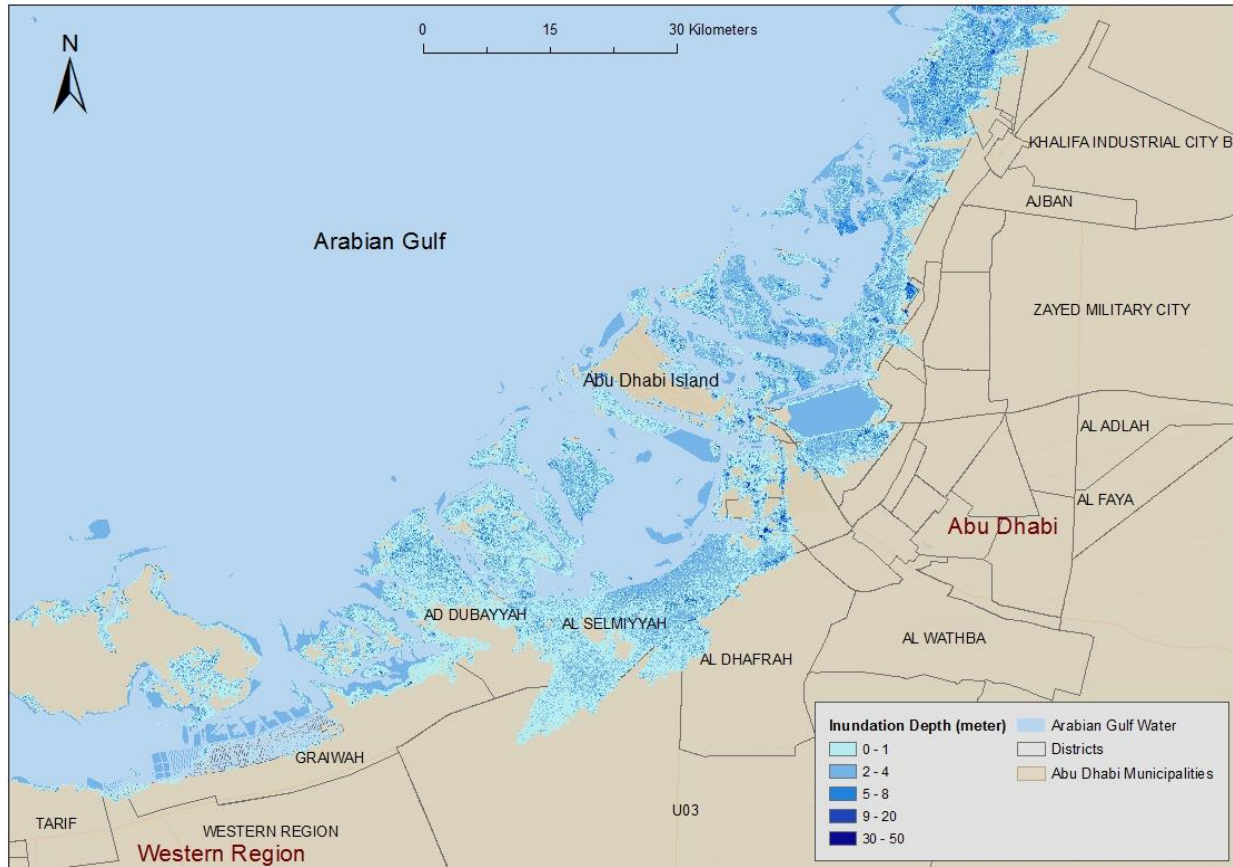 N
0 15 30 Kilometers
KHALIFA INDUSTRIAL CITY B
AJBAN
Arabian Gulf
ZAYED MILITARY CITY
Abu Dhabi Island
AL ADLAH
AL FAYA
Abu Dhabi
AD DUBAYYAH
AL SELMIYYAH
AL WATHBA
AL DHAFRAH
GRAIWAH
U03
TARIF
WESTERN REGION
Western Region
Inundation Depth (meter)
0 - 1
2 - 4
5 - 8
9 - 20
30 - 50
Arabian Gulf Water
Districts
Abu Dhabi Municipalities